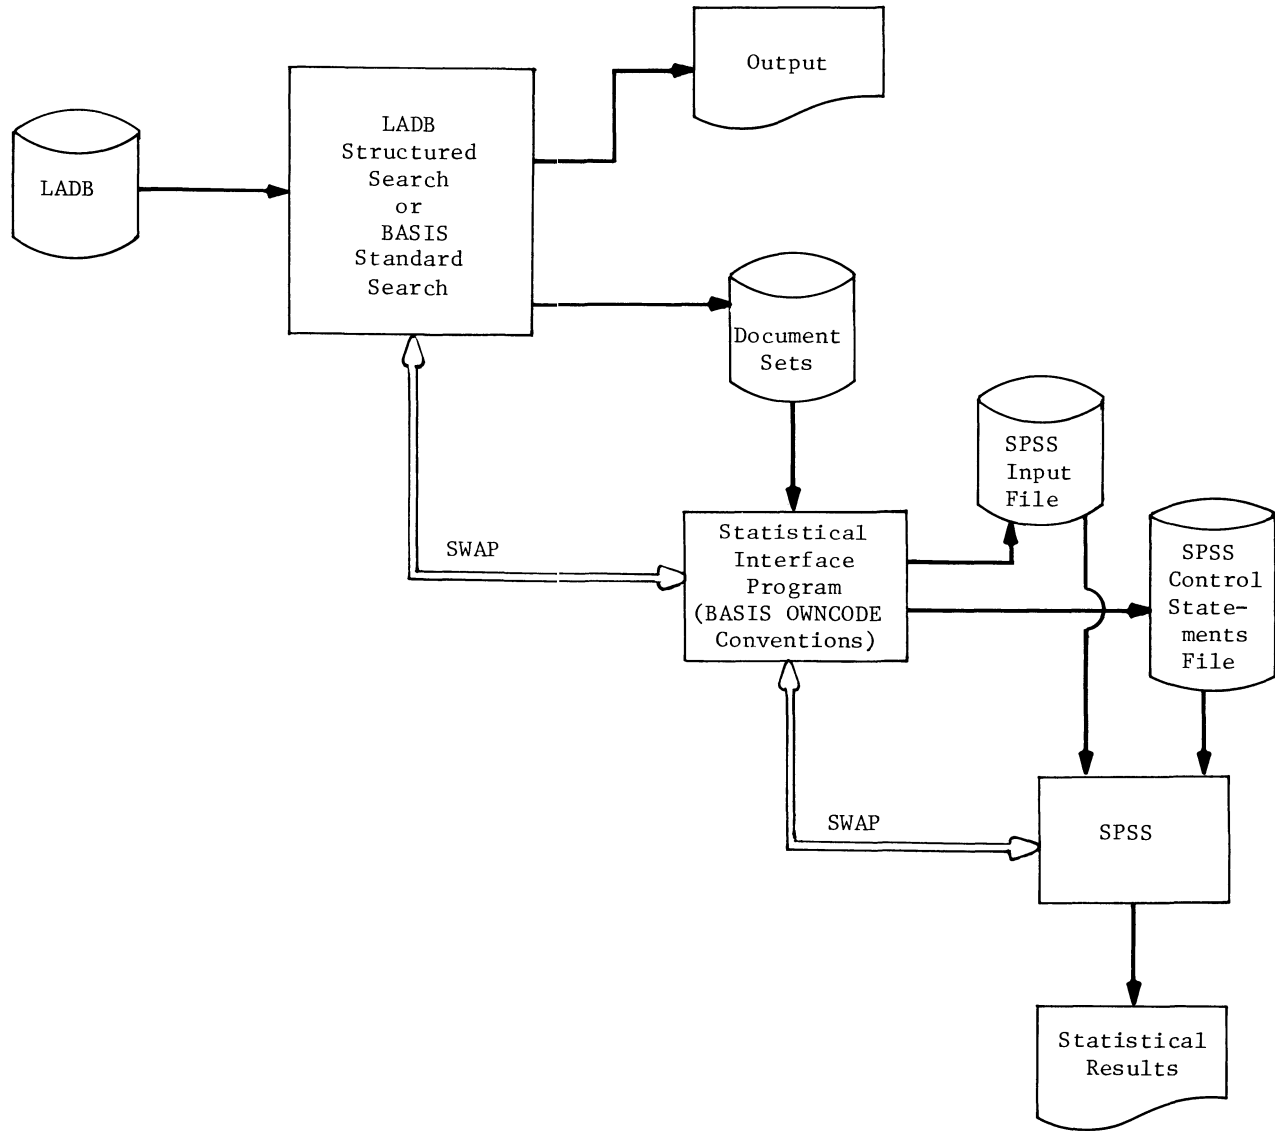 Output
LADB
LADB
Structured
Search
or
BASIS
Standard
Search
Document
Sets
SPSS
Input
File
SPSS
Control
State-
ments
File
SWAP
Statistical
Interface
Program
(BASIS OWNCODE
Conventions)
SWAP
SPSS
Statistical
Results